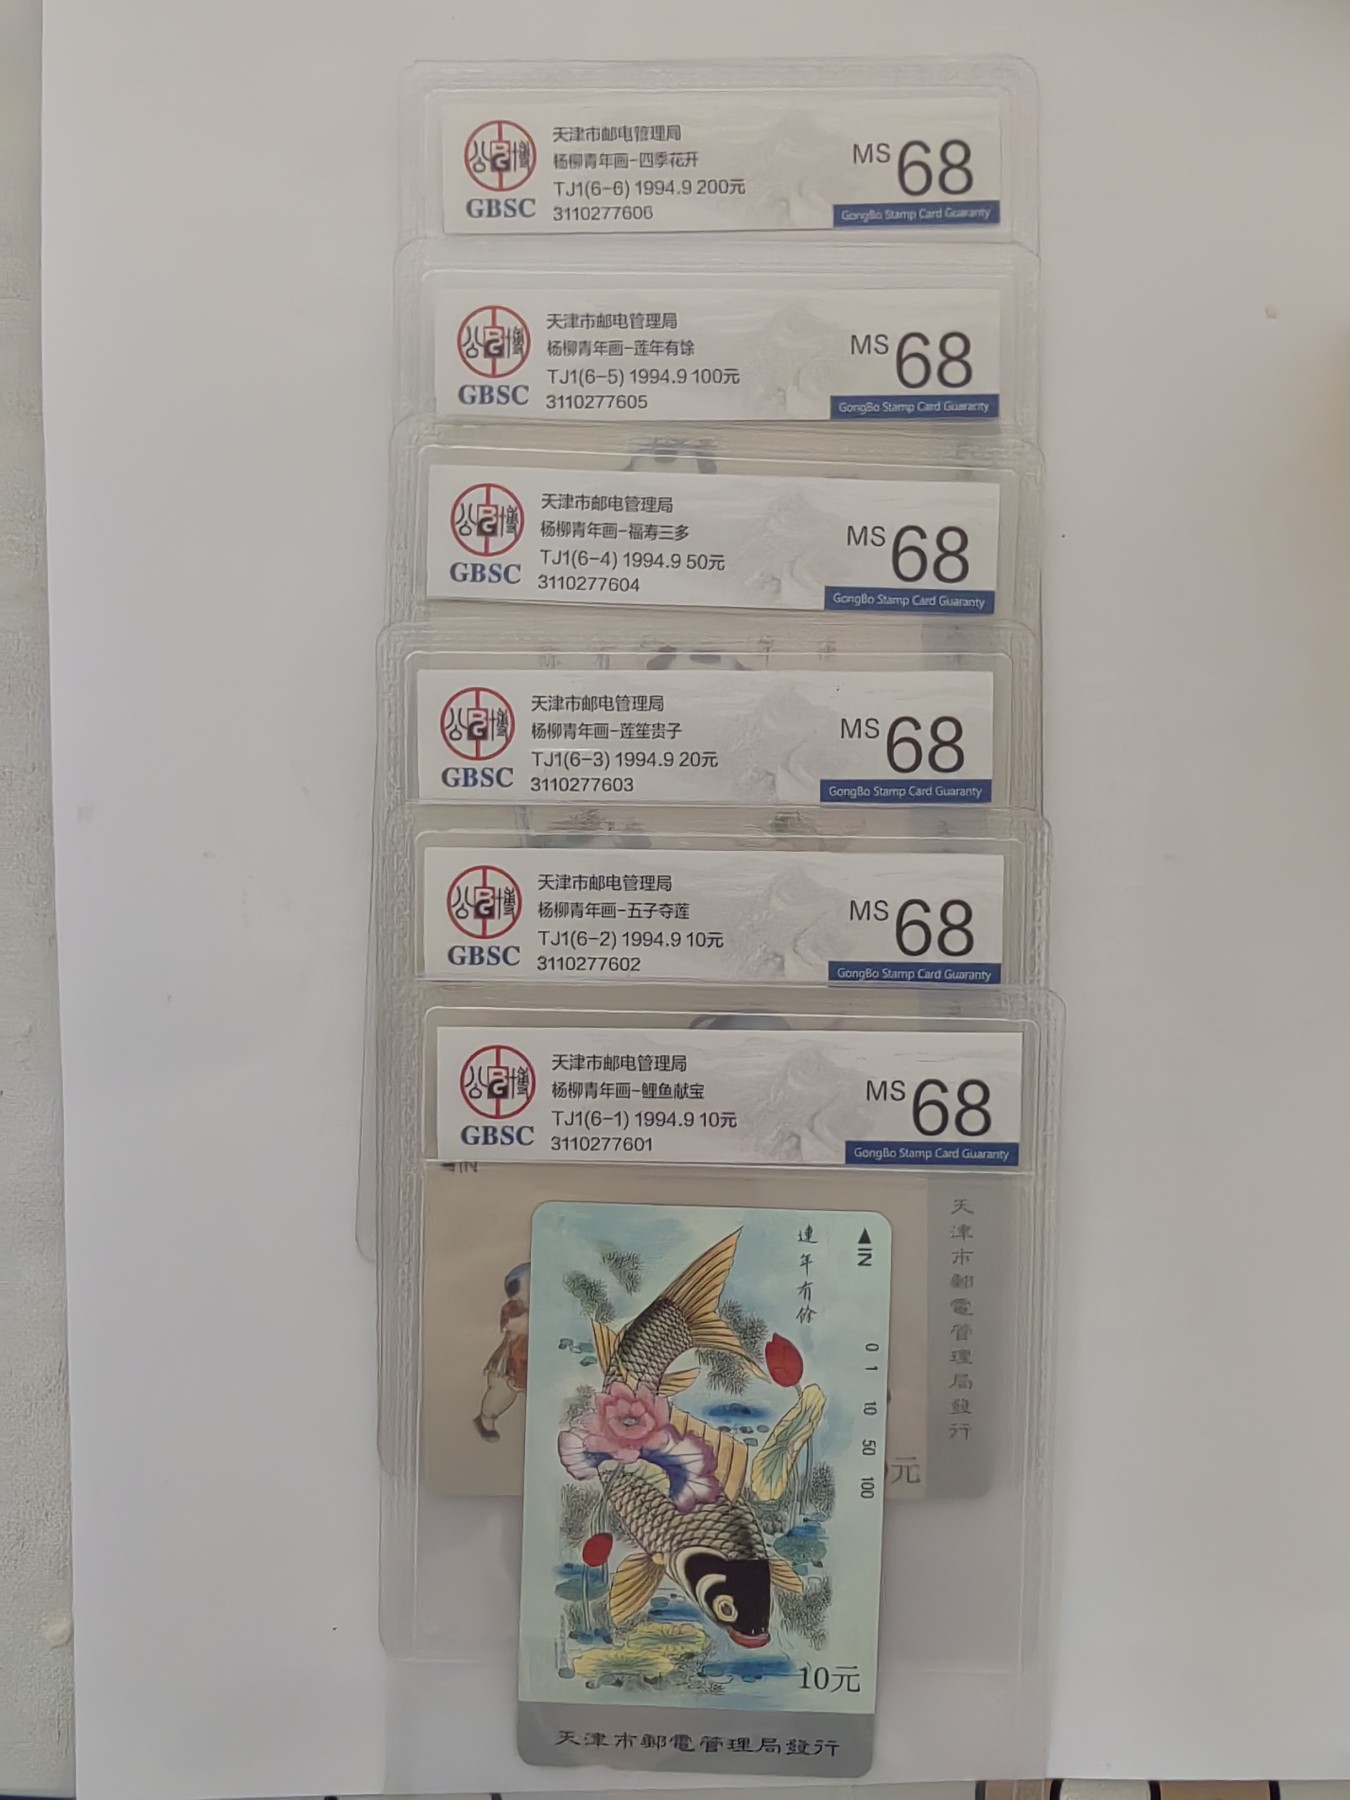 天津市邮电管理局
杨柳青年画-四季花开
TJ1(6-6) 1994.9 200元
3110277606
GBSC
MS 68
GongBo Stamp Card Guaranty
天津市邮电管理局
杨柳青年画-莲年有馀
TJ1(6-5) 1994.9 100元
3110277605
GBSC
MS 68
GongBo Stamp Card Guaranty
天津市邮电管理局
杨柳青年画-福寿三多
TJ1(6-4) 1994.9 50元
3110277604
GBSC
MS 68
GongBo Stamp Card Guaranty
天津市邮电管理局
杨柳青年画-莲笙贵子
TJ1(6-3) 1994.9 20元
3110277603
GBSC
MS 68
GongBo Stamp Card Guaranty
天津市邮电管理局
杨柳青年画-五子夺莲
TJ1(6-2) 1994.9 10元
3110277602
GBSC
MS 68
GongBo Stamp Card Guaranty
天津市邮电管理局
杨柳青年画-鲤鱼献宝
TJ1(6-1) 1994.9 10元
3110277601
GBSC
MS 68
GongBo Stamp Card Guaranty
IN
天津市郵電管理局發行
元
連年有餘
◀IN
0 1 10 50 100
10元
天津市郵電管理局發行